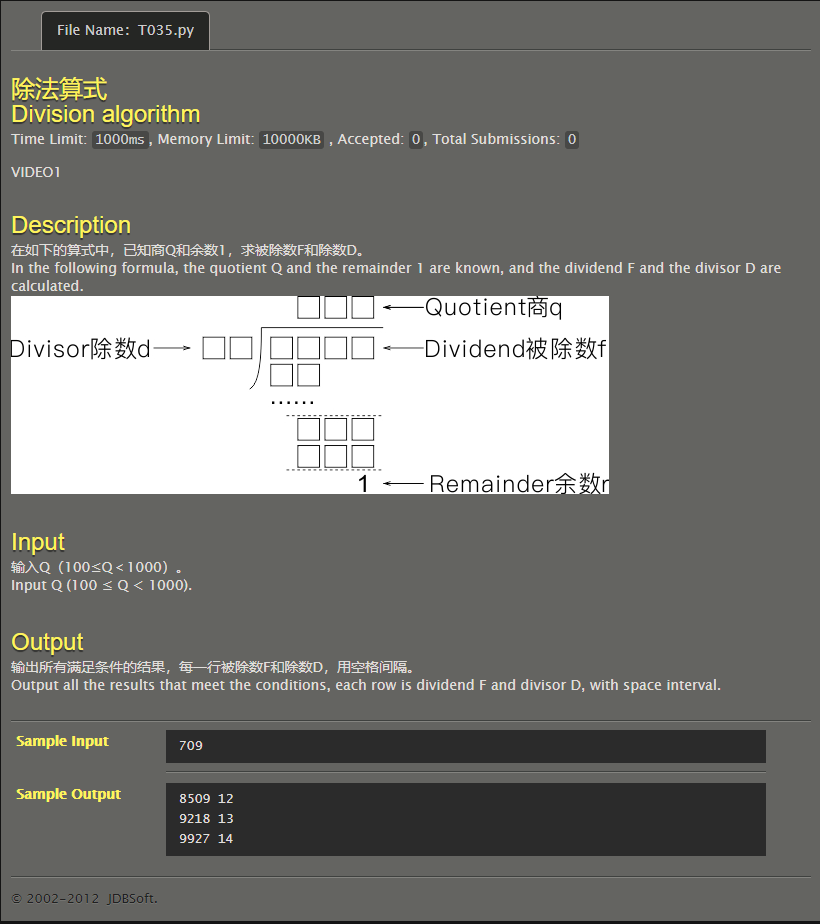 File Name: T035.py
除法算式
Division algorithm
Time Limit: 1000ms, Memory Limit: 10000KB , Accepted: 0, Total Submissions: 0
VIDEO1
Description
在如下的算式中，已知商Q和余数1，求被除数F和除数D。
In the following formula, the quotient Q and the remainder 1 are known, and the dividend F and the divisor D are
calculated.
Quotient商q
Divisor除数d
Dividend被除数f
......
1
Remainder余数r
Input
输入Q（100≤Q＜1000）。
Input Q (100 ≤ Q < 1000).
Output
输出所有满足条件的结果，每一行被除数F和除数D，用空格间隔。
Output all the results that meet the conditions, each row is dividend F and divisor D, with space interval.
Sample Input
709
Sample Output
8509 12
9218 13
9927 14
© 2002-2012 JDBSoft.